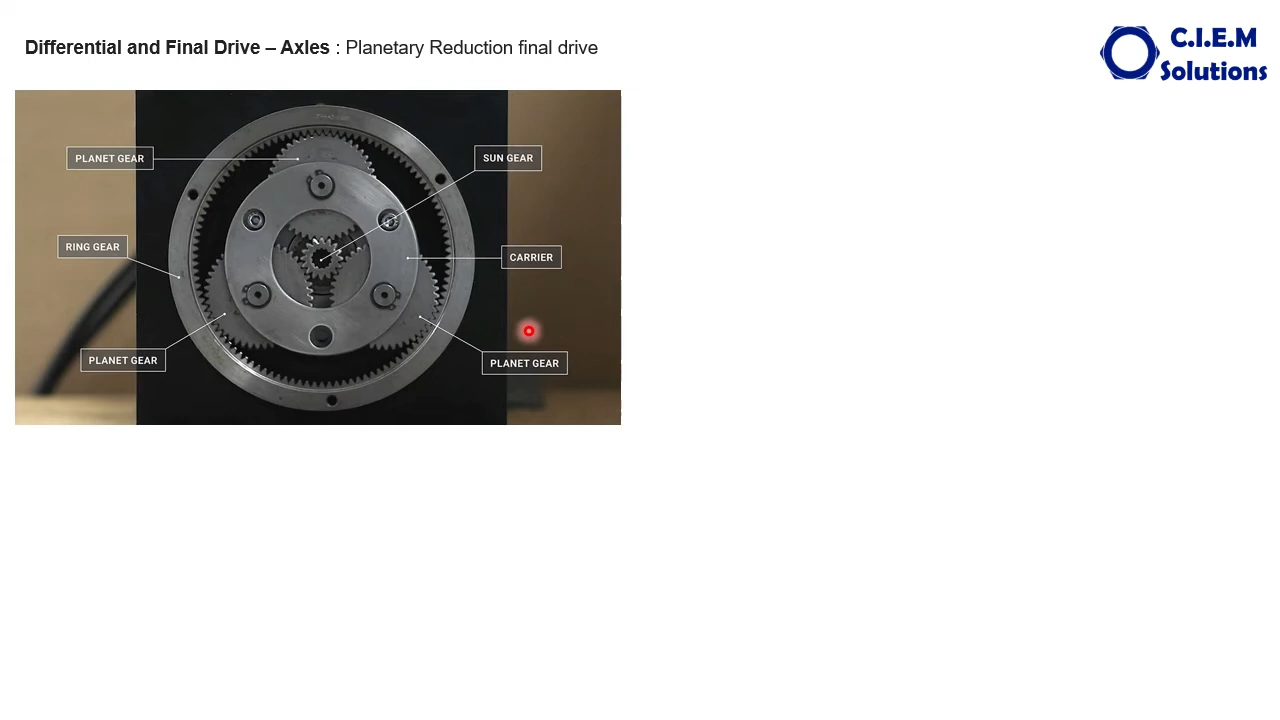 Differential and Final Drive – Axles : Planetary Reduction final drive
C.I.E.M
Solutions
PLANET GEAR
SUN GEAR
RING GEAR
CARRIER
PLANET GEAR
PLANET GEAR